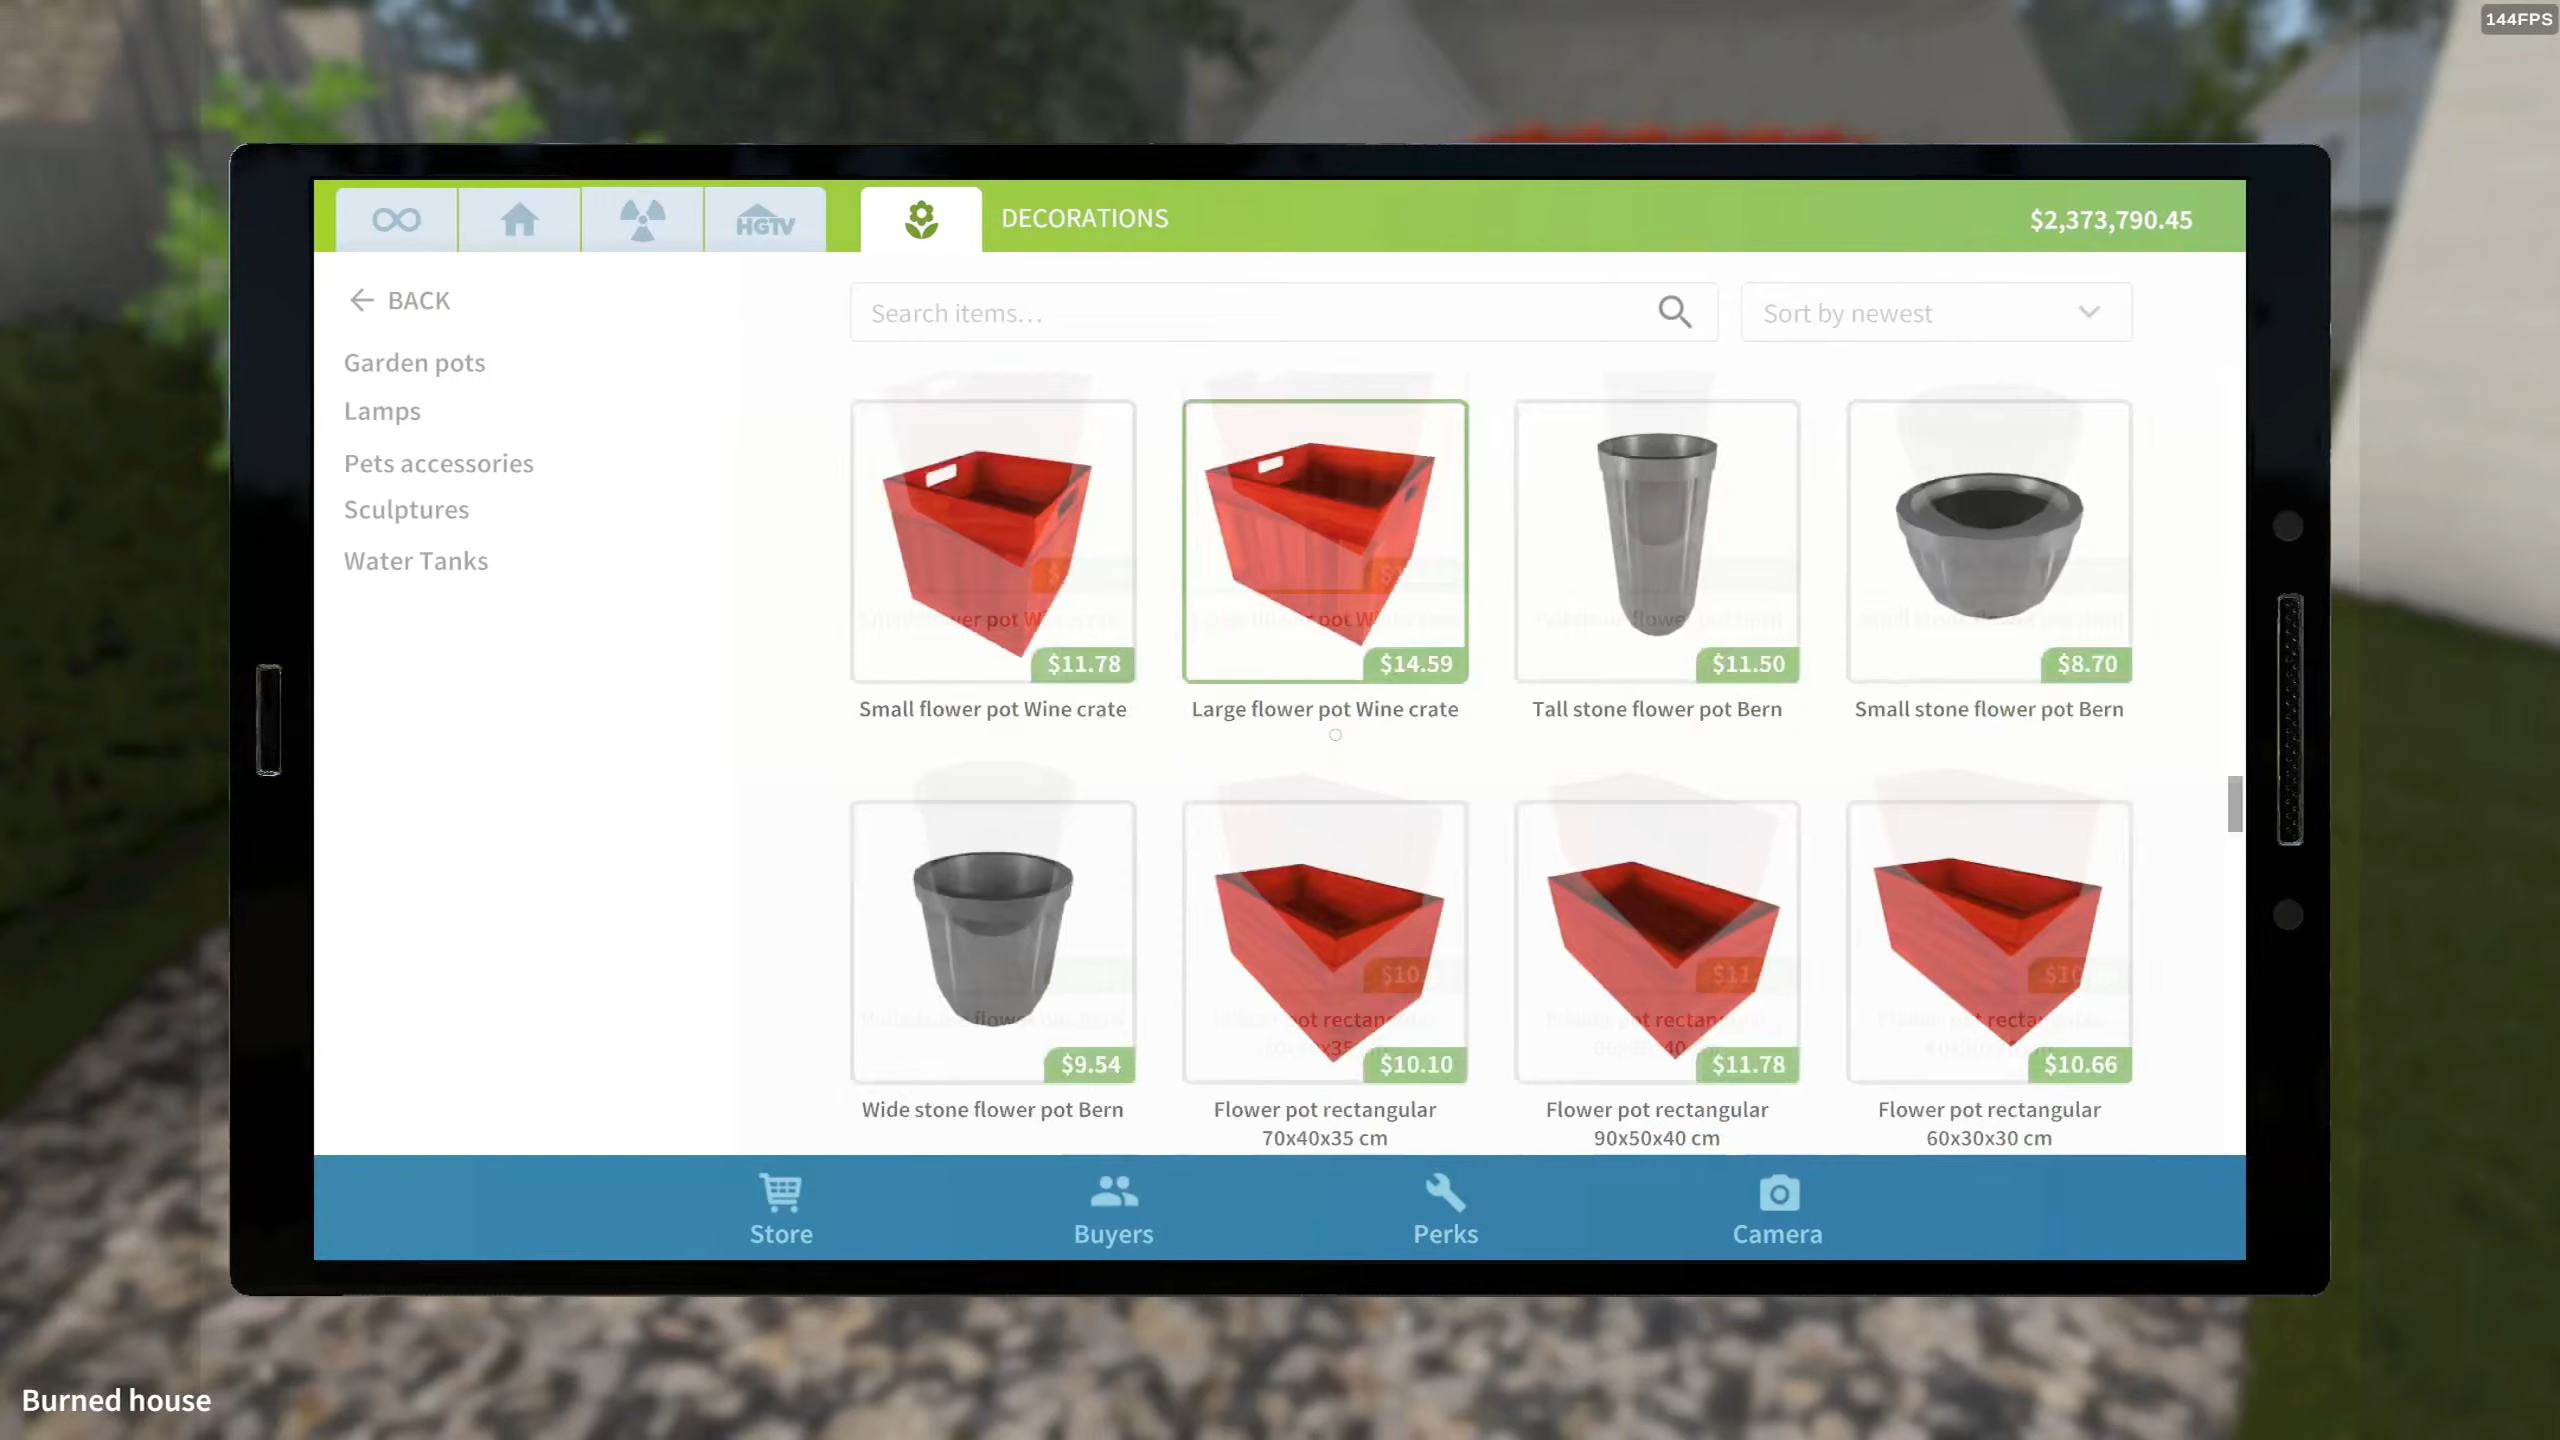 144FPS
HGTV
DECORATIONS
$2,373,790.45
BACK
Search items...
Sort by newest
Garden pots
Lamps
Pets accessories
Sculptures
Water Tanks
$11.78
$14.59
$11.50
$8.70
Small flower pot Wine crate
Large flower pot Wine crate
Tall stone flower pot Bern
Small stone flower pot Bern
$9.54
$10.10
$11.78
$10.66
Wide stone flower pot Bern
Flower pot rectangular
70x40x35 cm
Flower pot rectangular
90x50x40 cm
Flower pot rectangular
60x30x30 cm
Store
Buyers
Perks
Camera
Burned house